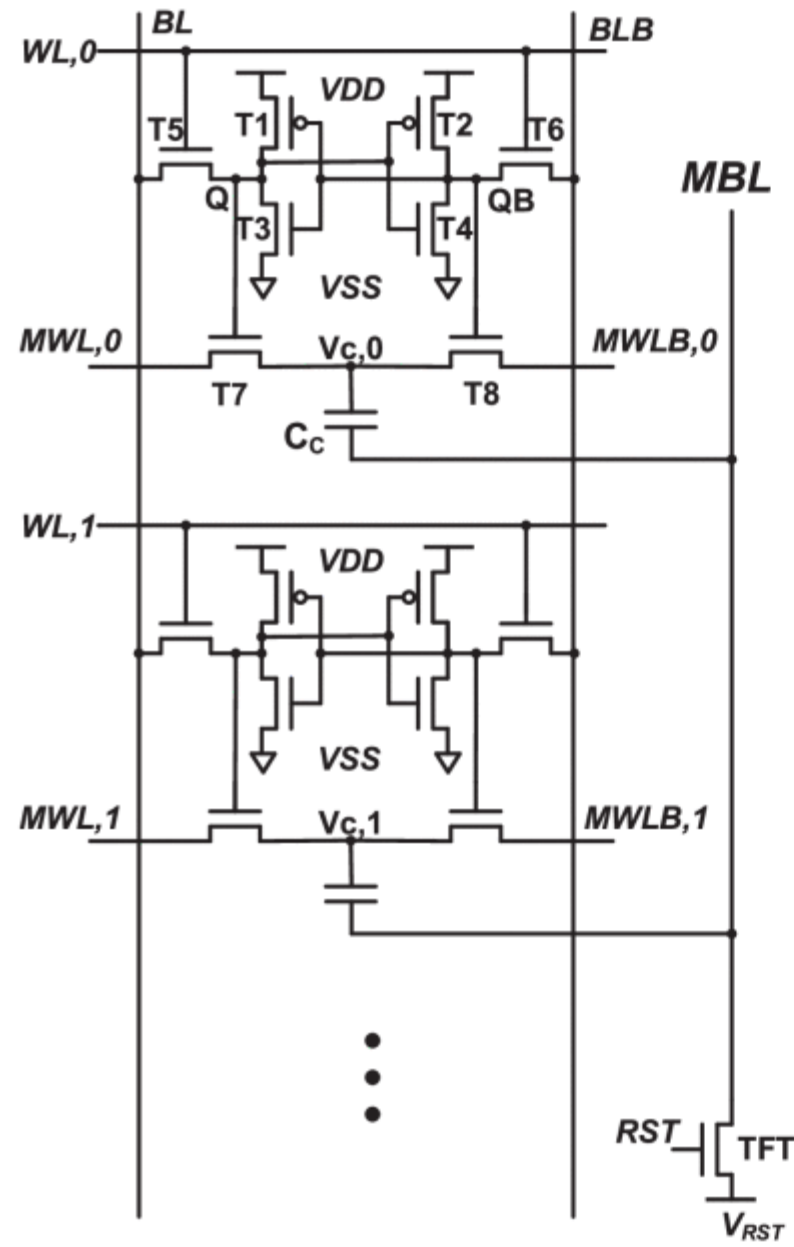 BL
BLB
WL,0
VDD
T5
T1
T2
T6
MBL
Q
QB
T3
T4
VSS
MWL,0
Vc,0
MWLB,0
T7
T8
CC
WL,1
VDD
VSS
MWL,1
Vc,1
MWLB,1
RST
TFT
VRST